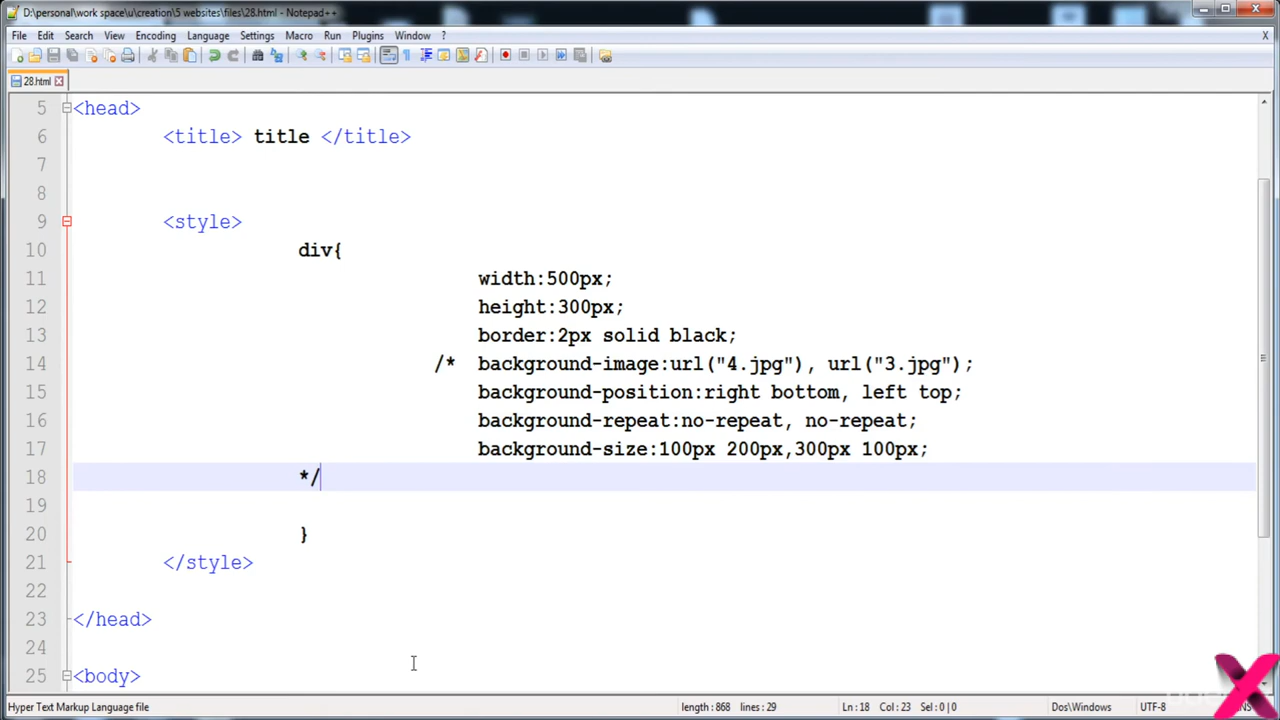 D:\personal\work space\u\creation\5 websites\files\28.html - Notepad++
File Edit Search View Encoding Language Settings Macro Run Plugins Window ? X
28.html
5 <head>
6 <title> title </title>
7
8
9 <style>
10 div{
11 width:500px;
12 height:300px;
13 border:2px solid black;
14 /* background-image:url("4.jpg"), url("3.jpg");
15 background-position:right bottom, left top;
16 background-repeat:no-repeat, no-repeat;
17 background-size:100px 200px,300px 100px;
18 */
19
20 }
21 </style>
22
23 </head>
24
25 <body>
Hyper Text Markup Language file length : 868 lines : 29 Ln : 18 Col : 23 Sel : 0 | 0 Dos\Windows UTF-8